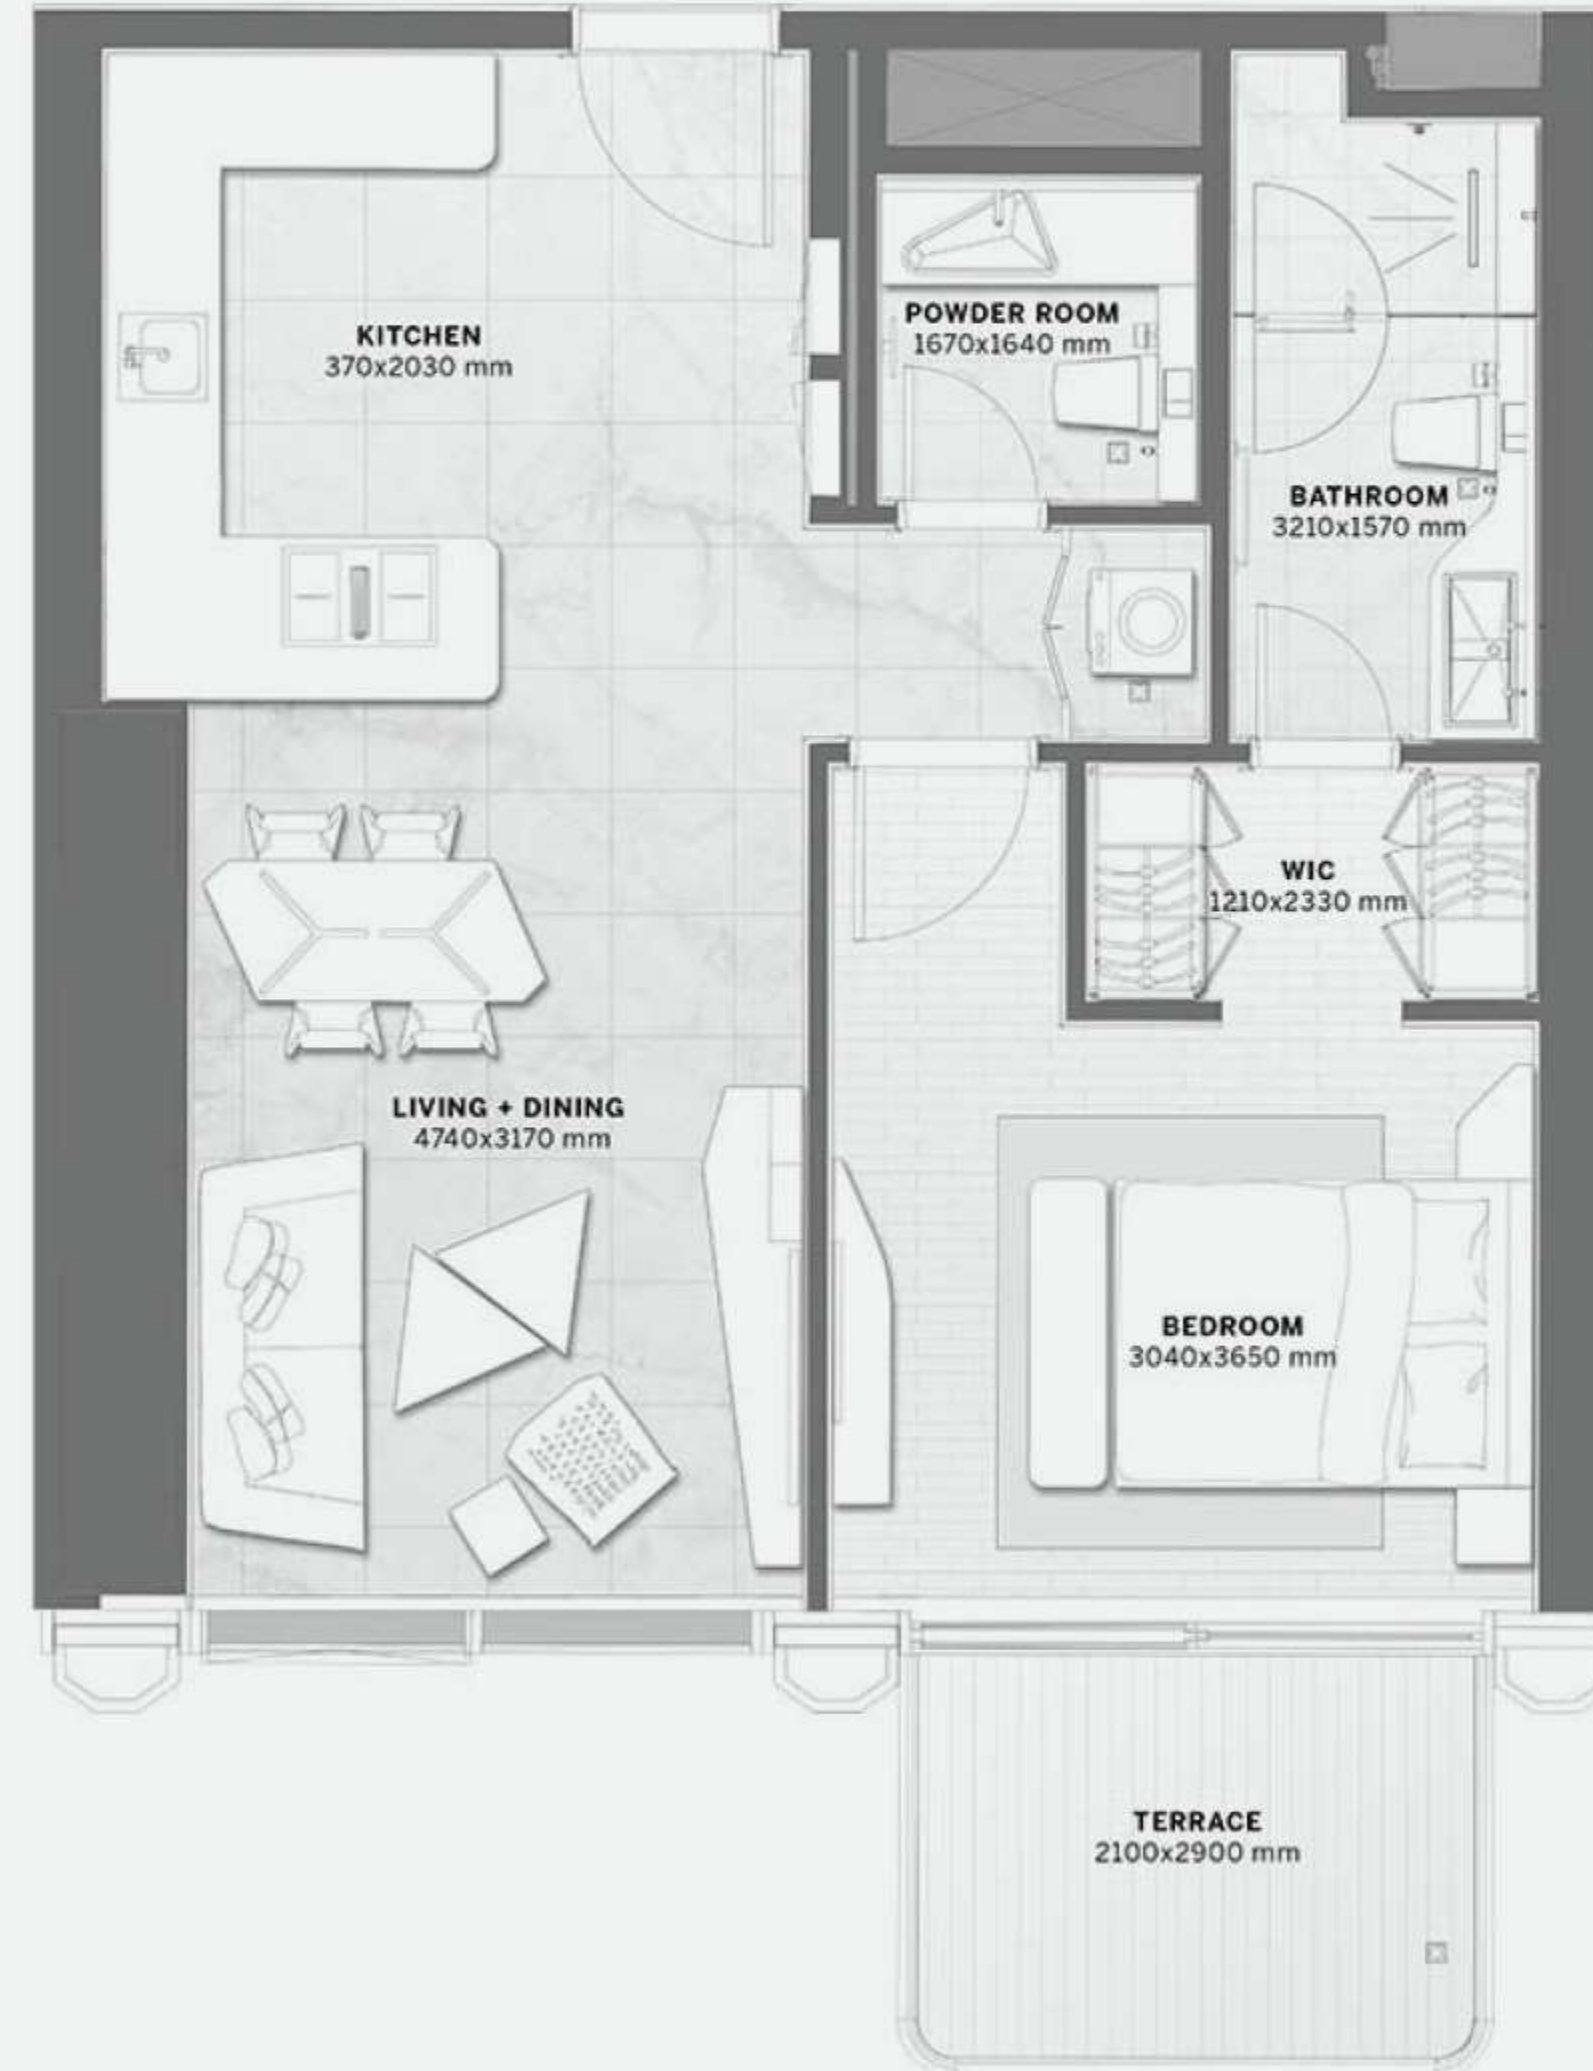 POWDER ROOM
1670x1640 mm
KITCHEN
370x2030 mm
BATHROOM
3210x1570 mm
WIC
1210x2330 mm
LIVING + DINING
4740x3170 mm
BEDROOM
3040x3650 mm
TERRACE
2100x2900 mm